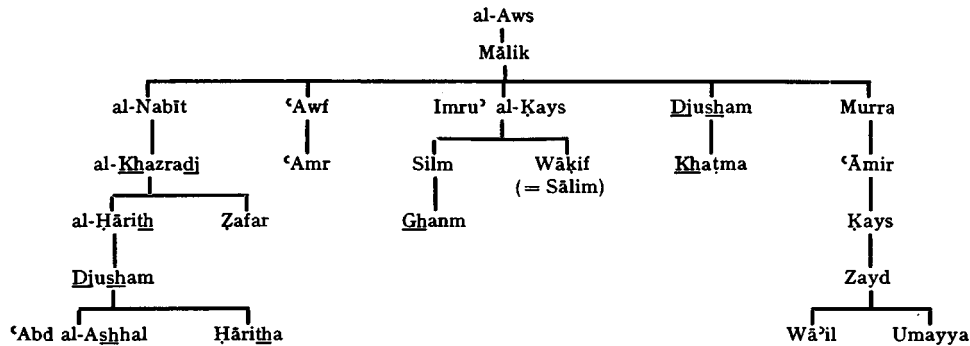 al-Aws
Mālik
al-Nabīt ʿAwf Imruʾ al-Ḳays Djusham Murra
al-Khazradj ʿAmr Silm Wāḳif Khaṭma ʿĀmir
(= Sālim)
al-Ḥārith Ẓafar Ghanm Ḳays
Djusham Zayd
ʿAbd al-Ashhal Ḥāritha Wāʾil Umayya